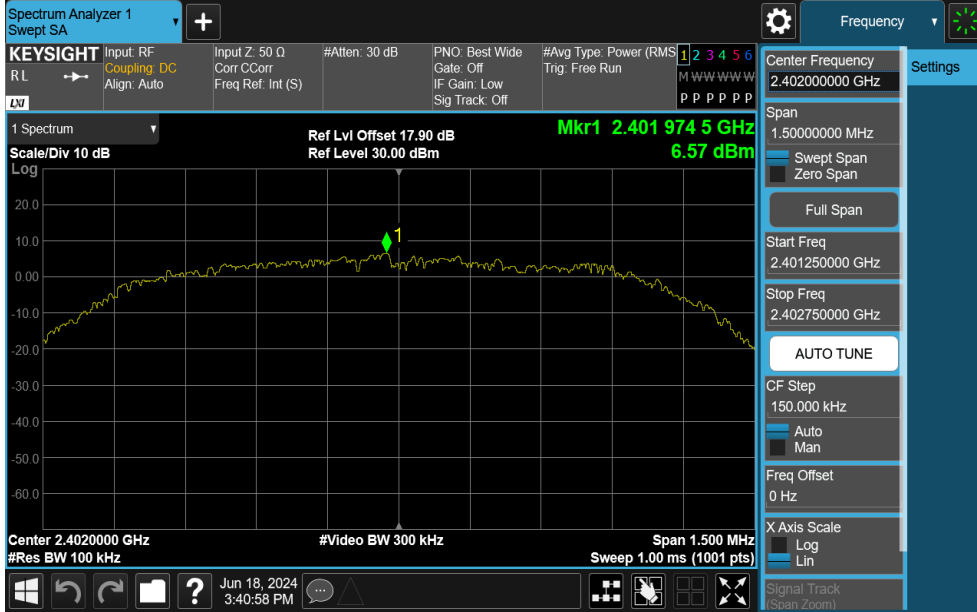 Spectrum Analyzer 1
Swept SA
+
Frequency
KEYSIGHT
R L
LXI
Input: RF
Coupling: DC
Align: Auto
Input Z: 50 Ω
Corr CCorr
Freq Ref: Int (S)
#Atten: 30 dB
PNO: Best Wide
Gate: Off
IF Gain: Low
Sig Track: Off
#Avg Type: Power (RMS
Trig: Free Run
1 2 3 4 5 6
M W W W W W
P P P P P P
Settings
1 Spectrum
Scale/Div 10 dB
Log
Ref Lvl Offset 17.90 dB
Ref Level 30.00 dBm
Mkr1 2.401 974 5 GHz
6.57 dBm
1
20.0
10.0
0.00
-10.0
-20.0
-30.0
-40.0
-50.0
-60.0
Center 2.4020000 GHz
#Res BW 100 kHz
#Video BW 300 kHz
Span 1.500 MHz
Sweep 1.00 ms (1001 pts)
Center Frequency
2.402000000 GHz
Span
1.50000000 MHz
Swept Span
Zero Span
Full Span
Start Freq
2.401250000 GHz
Stop Freq
2.402750000 GHz
AUTO TUNE
CF Step
150.000 kHz
Auto
Man
Freq Offset
0 Hz
X Axis Scale
Log
Lin
Signal Track
(Span Zoom)
?
Jun 18, 2024
3:40:58 PM